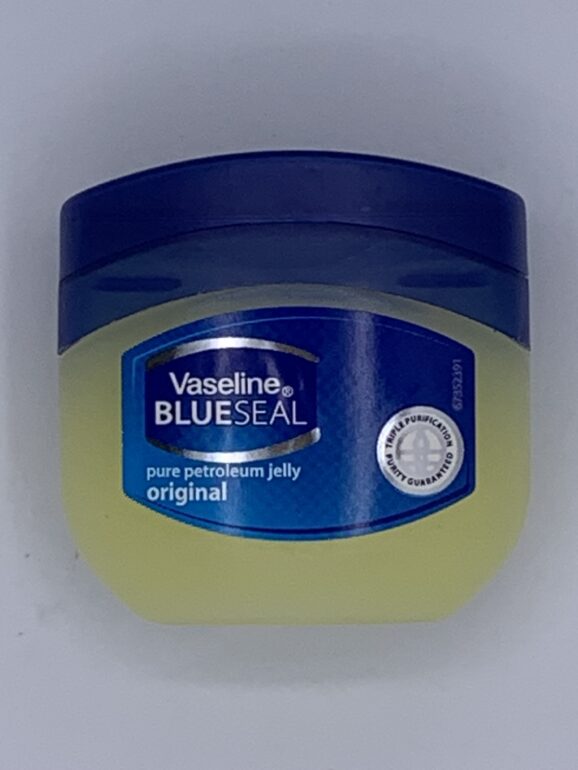 Vaseline®
BLUESEAL
pure petroleum jelly
original
TRIPLE PURIFICATION
PURITY GUARANTEED
67352391